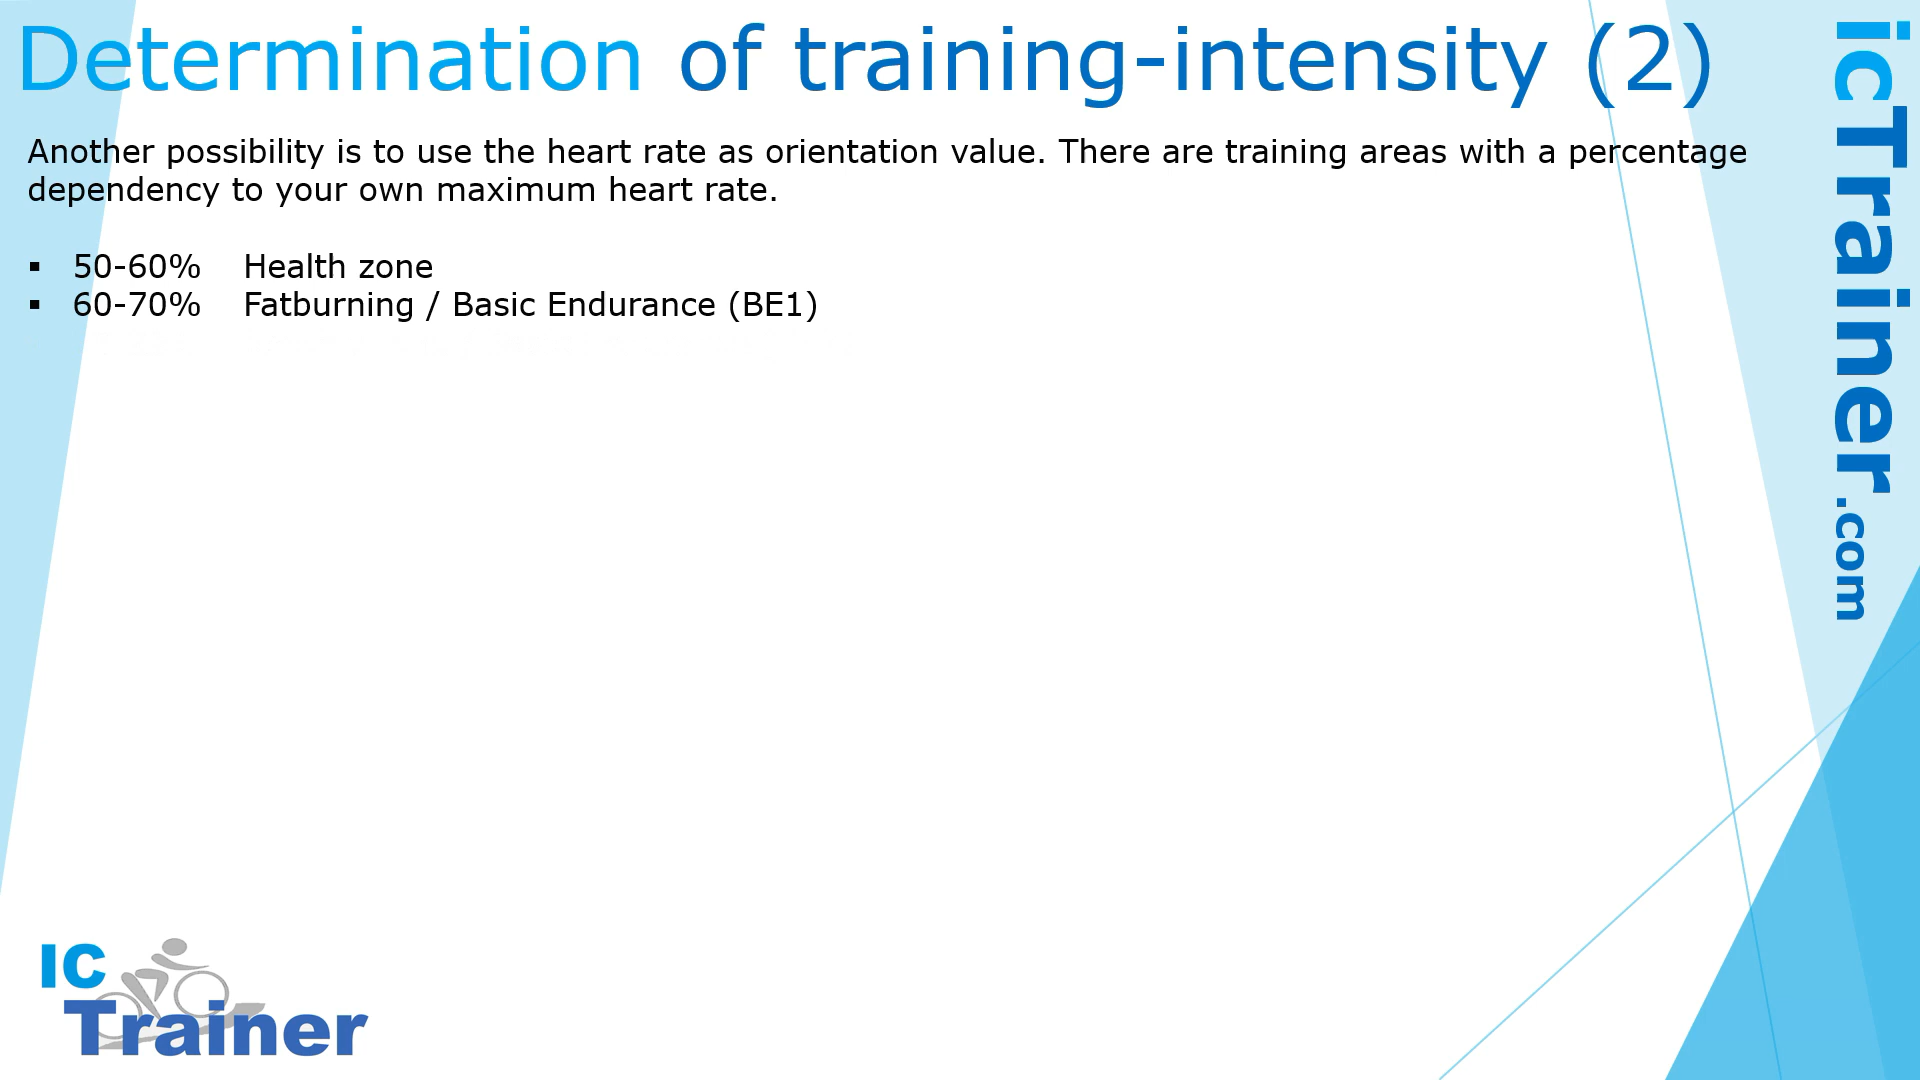 Determination of training-intensity (2)
Another possibility is to use the heart rate as orientation value. There are training areas with a percentage
dependency to your own maximum heart rate.
▪ 50-60% Health zone
▪ 60-70% Fatburning / Basic Endurance (BE1)
icTrainer.com
IC
Trainer